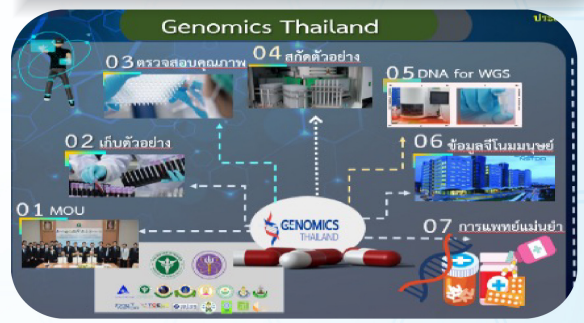 Genomics Thailand
01 MOU
02 เก็บตัวอย่าง
03 ตรวจสอบคุณภาพ
04 สกัดตัวอย่าง
05 DNA for WGS
06 ข้อมูลจีโนมมนุษย์
07 การแพทย์แม่นยำ
GENOMICS
THAILAND